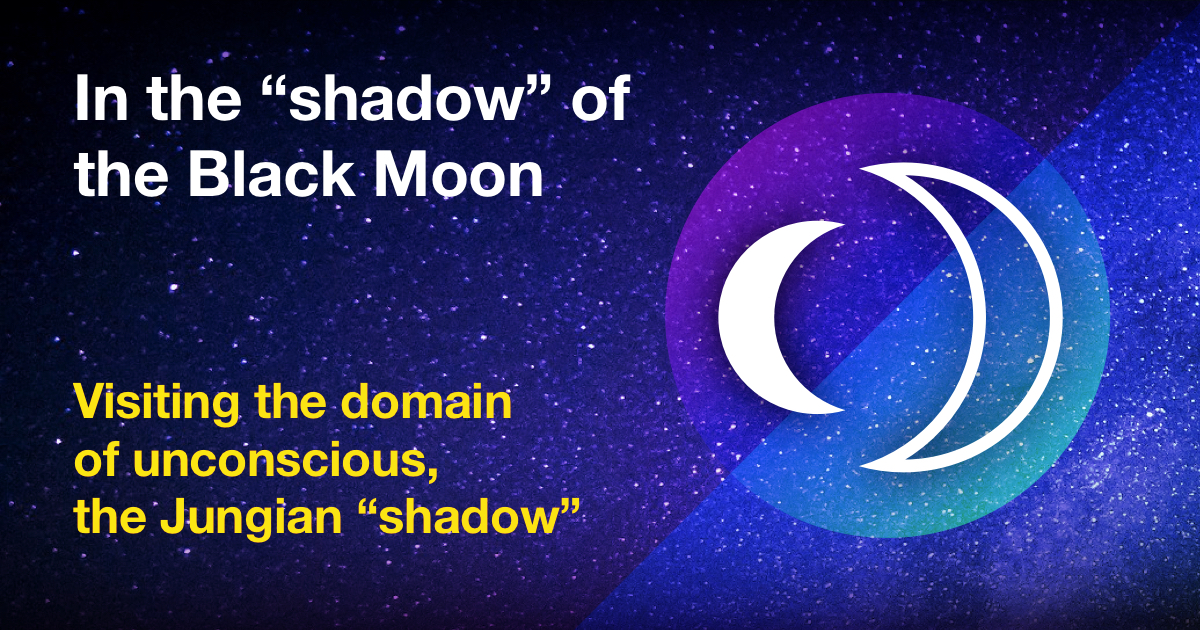 In the “shadow” of
the Black Moon
Visiting the domain
of unconscious,
the Jungian “shadow”